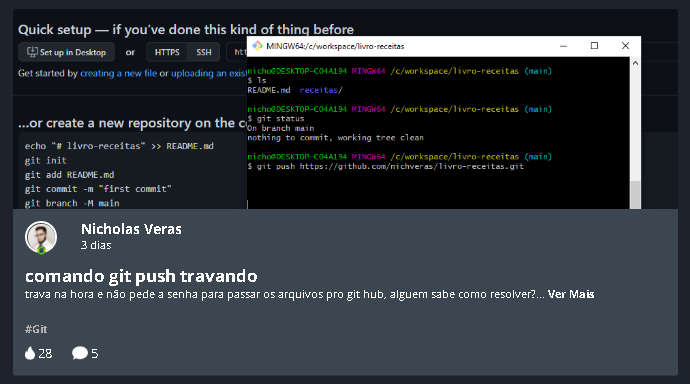 Quick setup — if you've done this kind of thing before
Set up in Desktop or HTTPS SSH
Get started by creating a new file or uploading an
...or create a new repository on the
echo "# livro-receitas" >> README.md
git init
git add README.md
git commit -m "first commit"
git branch -M main
MINGW64:/c/workspace/livro-receitas
nicho@DESKTOP-C04A194 MINGW64 /c/workspace/livro-receitas (main)
$ ls
README.md receitas/
nicho@DESKTOP-C04A194 MINGW64 /c/workspace/livro-receitas (main)
$ git status
On branch main
nothing to commit, working tree clean
nicho@DESKTOP-C04A194 MINGW64 /c/workspace/livro-receitas (main)
$ git push https://github.com/nichveras/livro-receitas.git
Nicholas Veras
3 dias
comando git push travando
trava na hora e não pede a senha para passar os arquivos pro git hub, alguem sabe como resolver?... Ver Mais
#Git
28 5